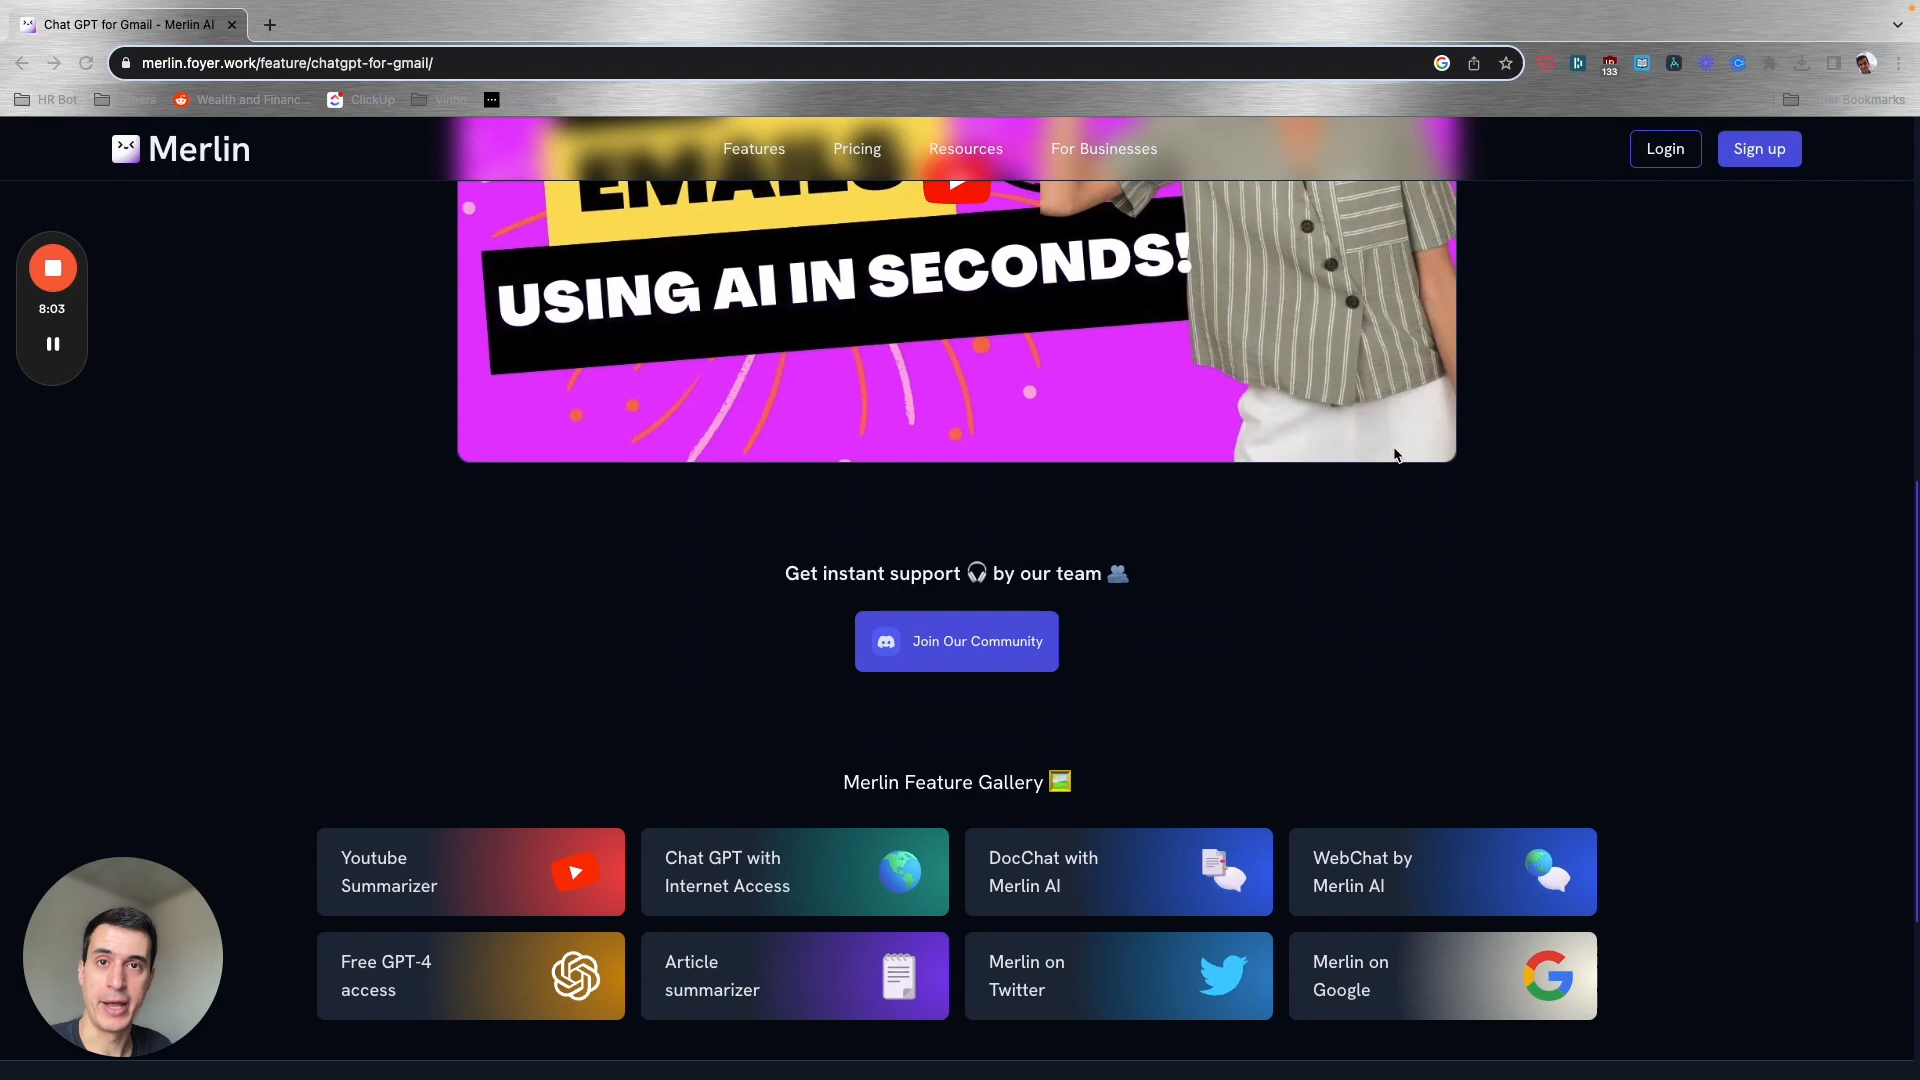 Chat GPT for Gmail - Merlin AI
merlin.foyer.work/feature/chatgpt-for-gmail/
133
HR Bot
Wealth and Financ...
ClickUp
Bookmarks
Merlin
Features
Pricing
Resources
For Businesses
Login
Sign up
EMAILS
USING AI IN SECONDS!
8:03
Get instant support 🎧 by our team 👥
Join Our Community
Merlin Feature Gallery 🖼️
Youtube
Summarizer
Chat GPT with
Internet Access
DocChat with
Merlin AI
WebChat by
Merlin AI
Free GPT-4
access
Article
summarizer
Merlin on
Twitter
Merlin on
Google